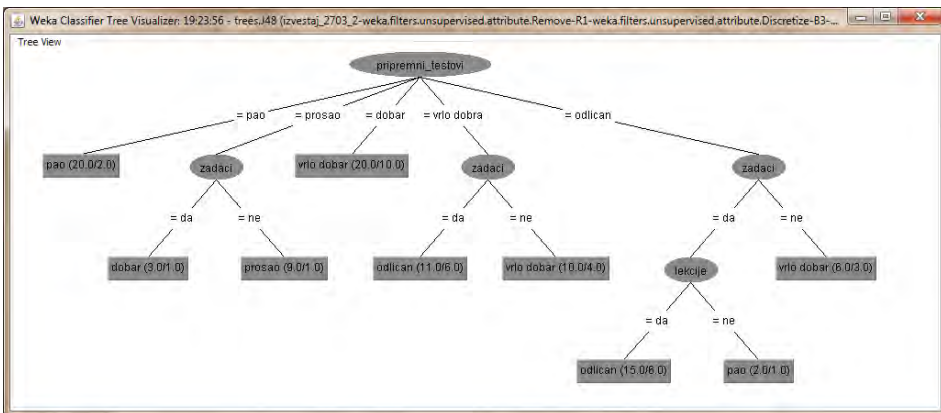 Weka Classifier Tree Visualizer: 19:23:56 - trees.J48 (izvestaj_2703_2-weka.filters.unsupervised.attribute.Remove-R1-weka.filters.unsupervised.attribute.Discretize-B3-...
Tree View
pripremni_testovi
= pao = prosao = dobar = vrlo dobra = odlican
pao (20.0/2.0) zadaci vrlo dobar (20.0/10.0) zadaci zadaci
= da = ne = da = ne = da = ne
dobar (3.0/1.0) prosao (9.0/1.0) odlican (11.0/6.0) vrlo dobar (10.0/4.0) lekcije vrlo dobar (6.0/3.0)
= da = ne
odlican (15.0/6.0) pao (2.0/1.0)